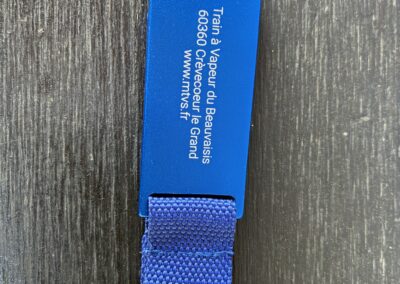 Train à Vapeur du Beauvaisis
60360 Crèvecoeur le Grand
www.mtvs.fr